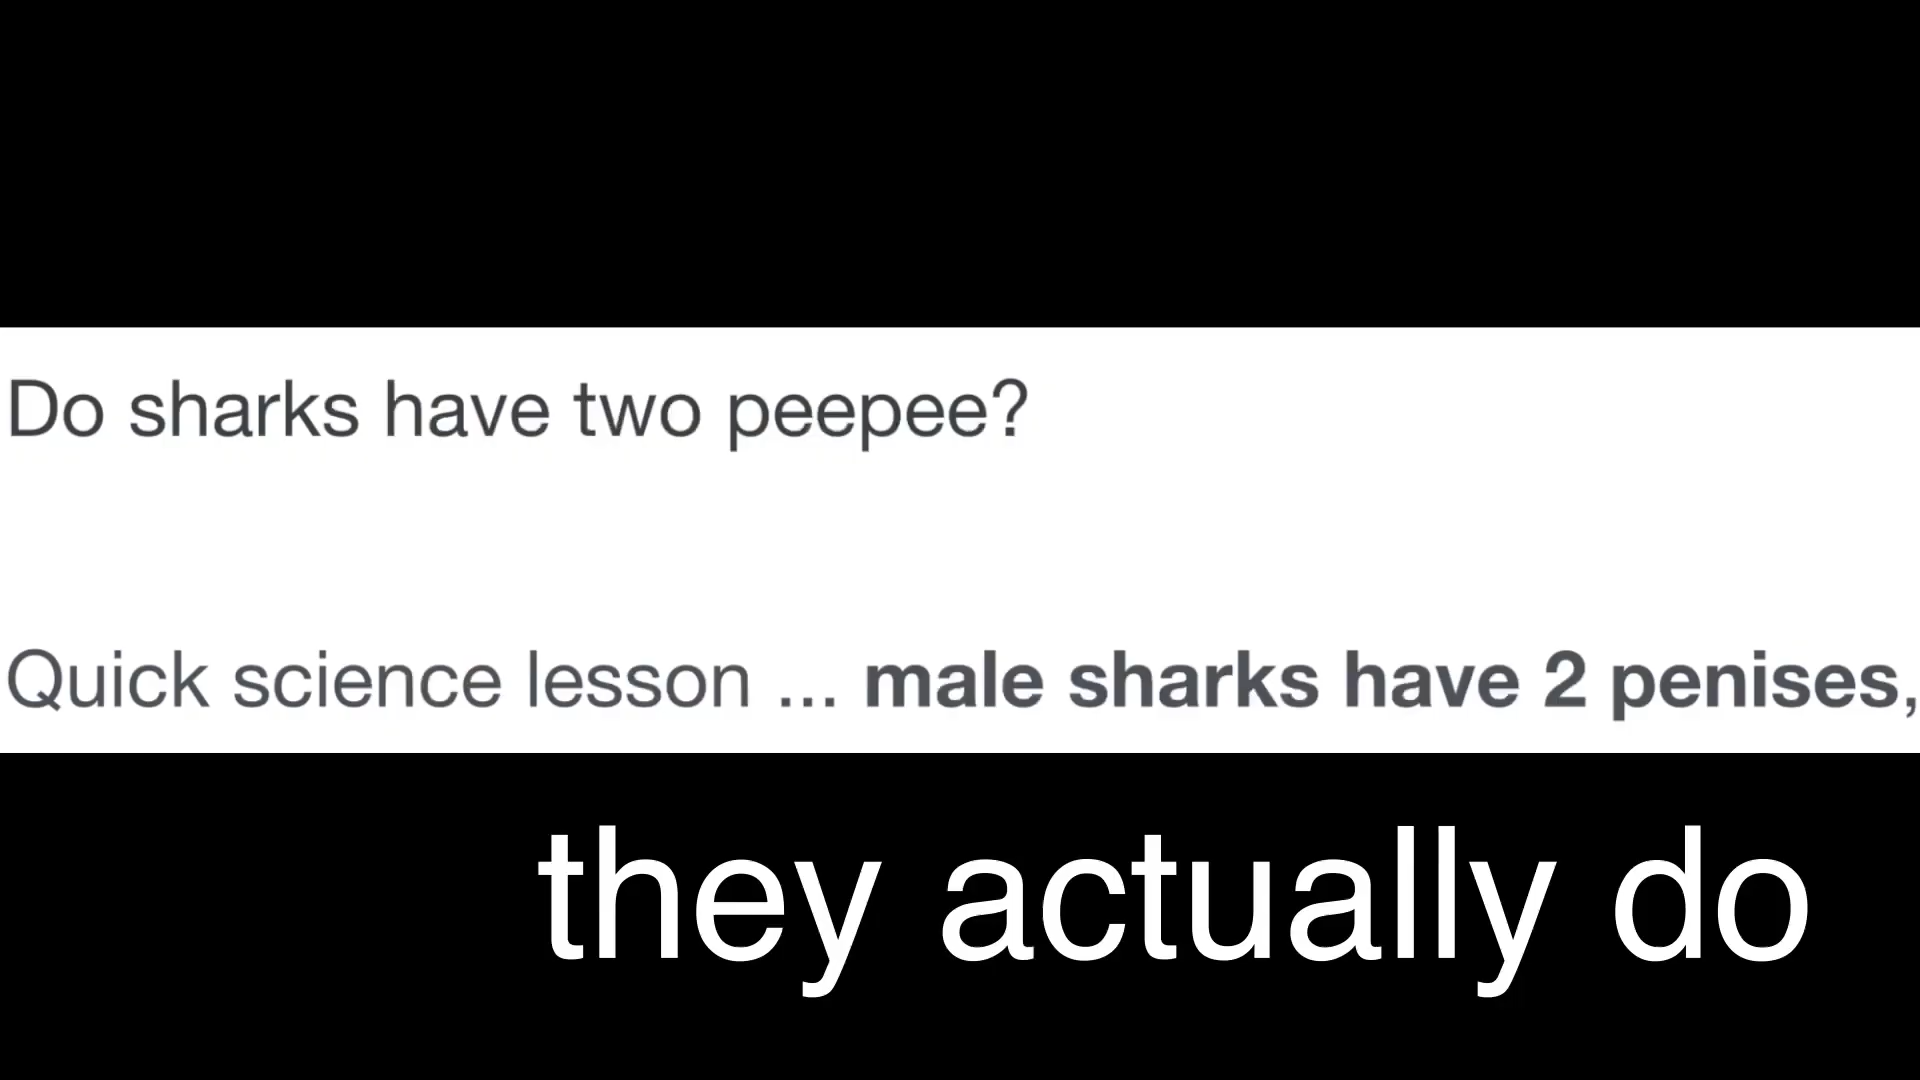 Do sharks have two peepee?
Quick science lesson ... male sharks have 2 penises,
they actually do